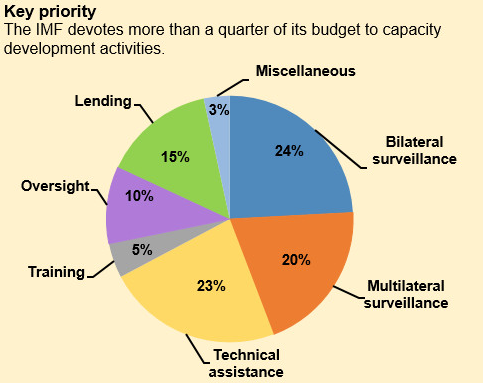 Key priority
The IMF devotes more than a quarter of its budget to capacity
development activities.
Miscellaneous
Lending
3%
Bilateral
surveillance
24%
15%
Oversight
10%
Training
5%
20%
23%
Multilateral
surveillance
Technical
assistance